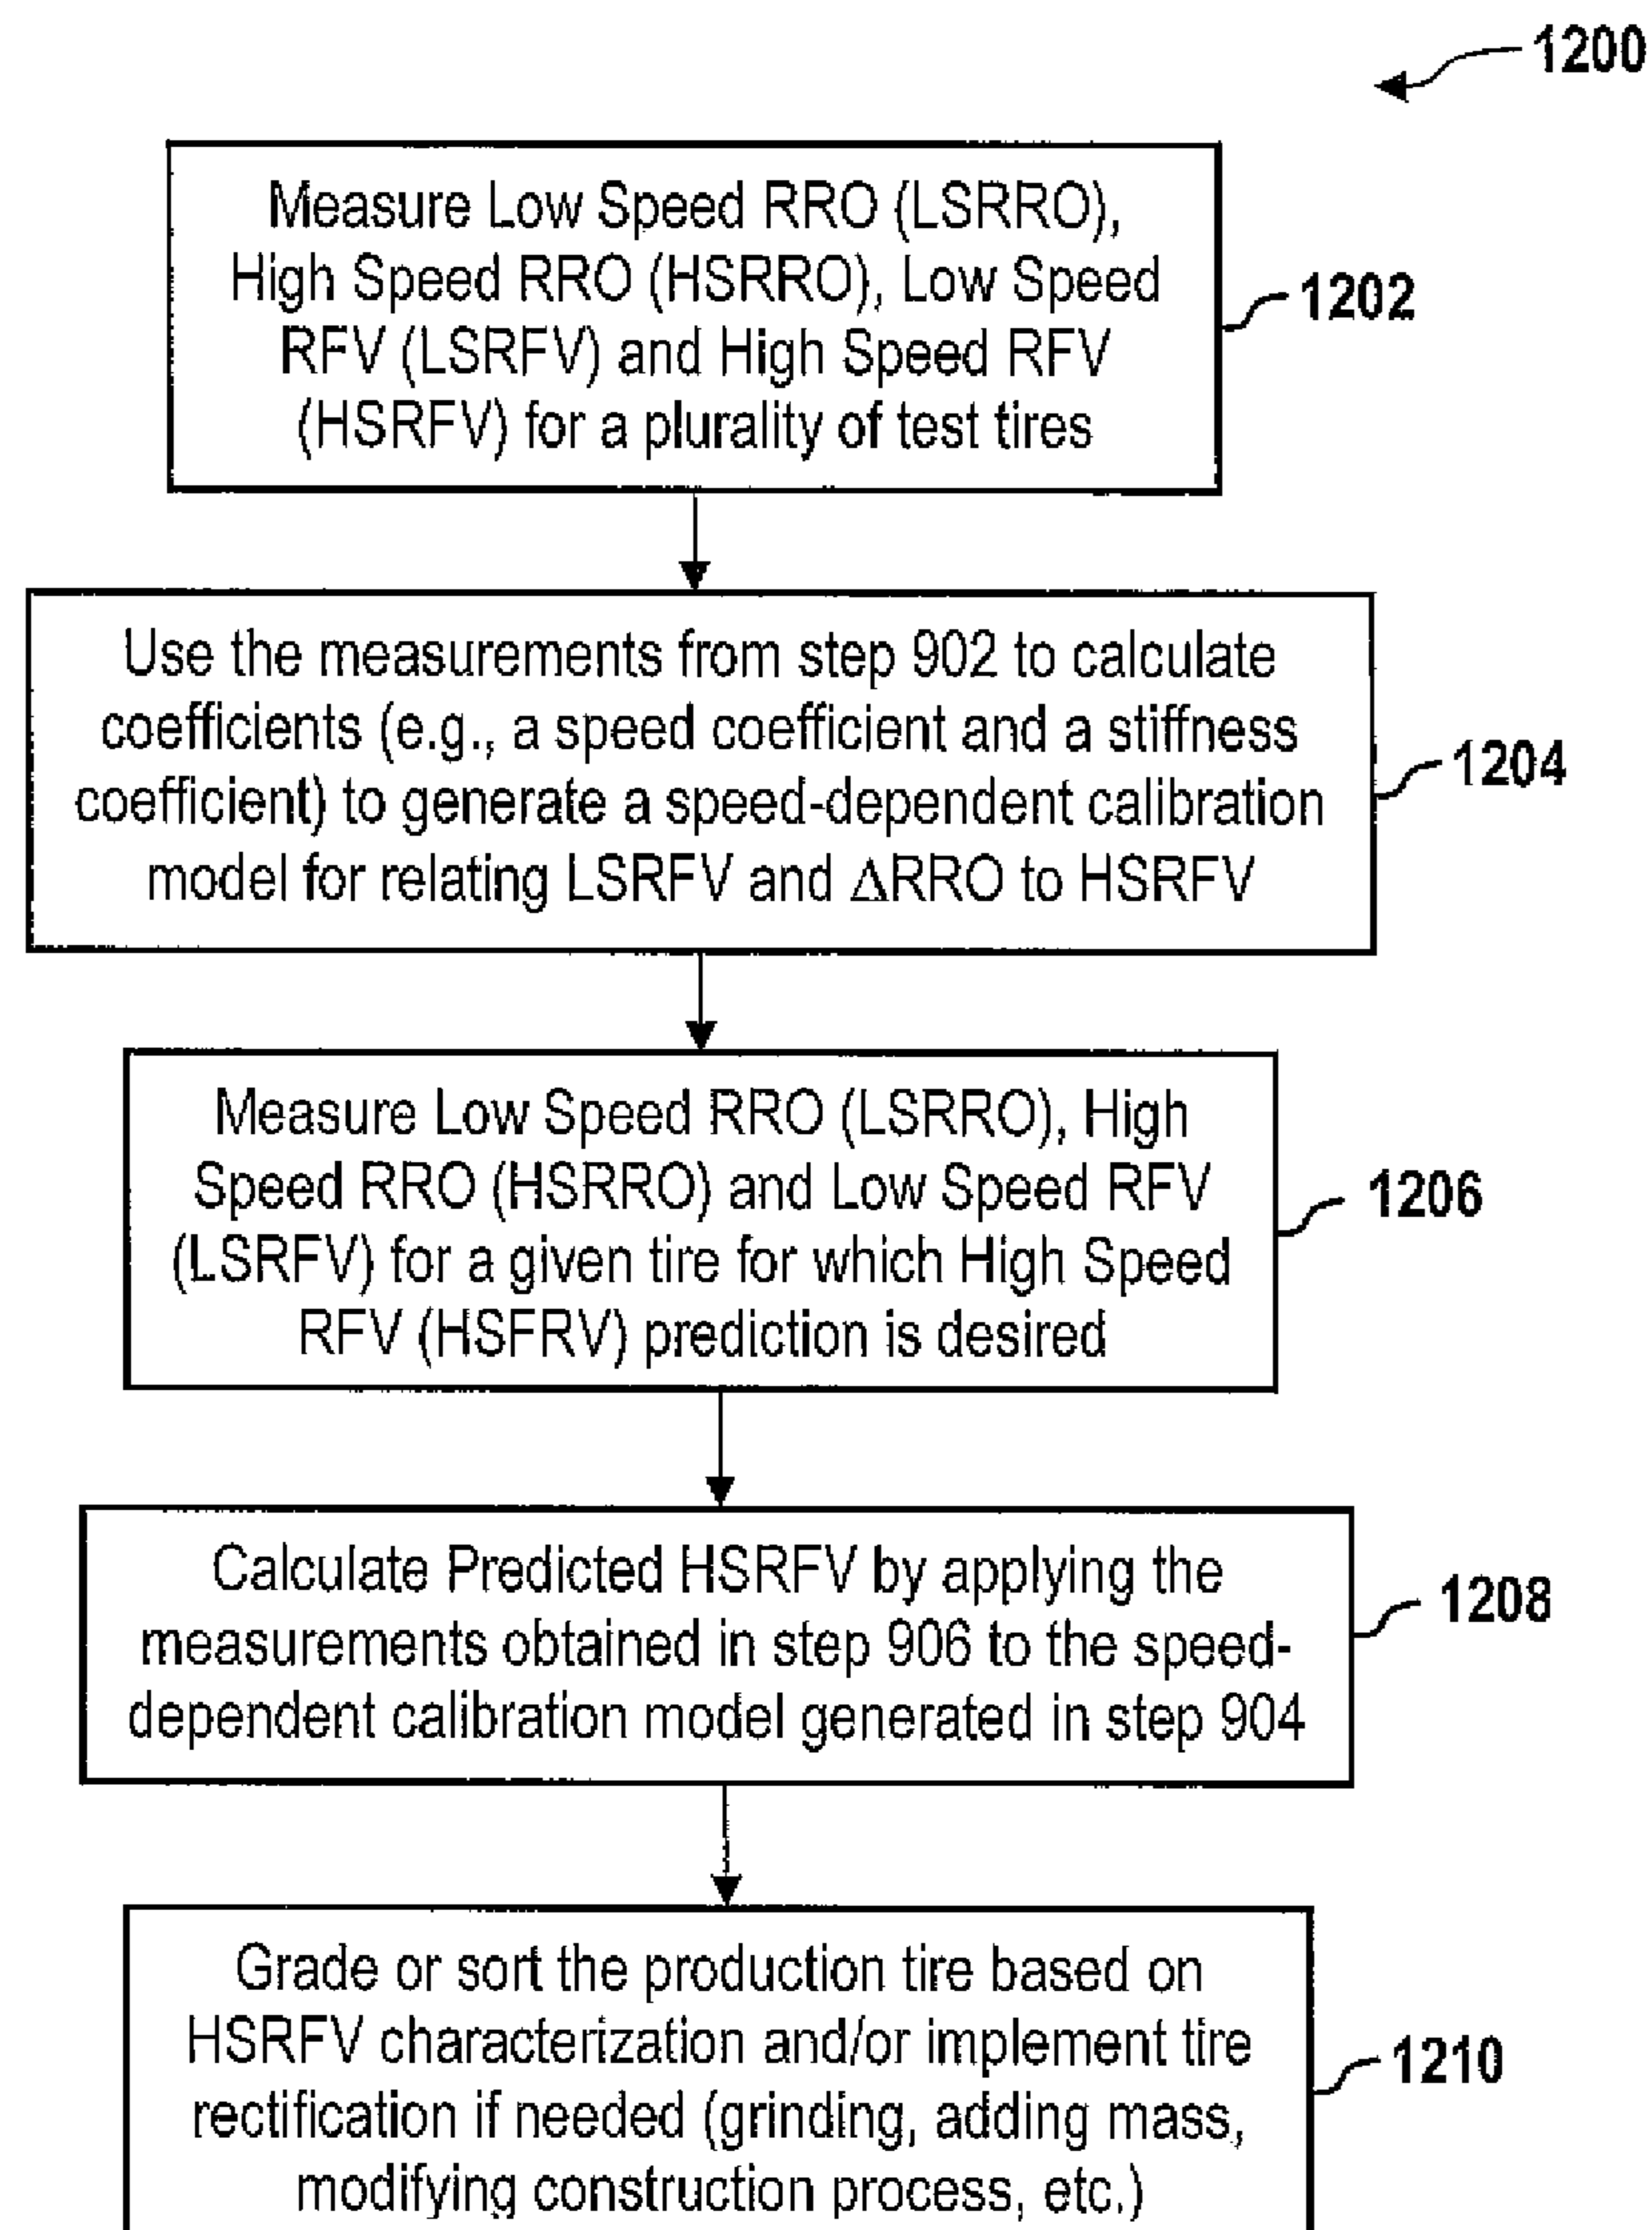 1200
Measure Low Speed RRO (LSRRO),
High Speed RRO (HSRRO), Low Speed
RFV (LSRFV) and High Speed RFV
(HSRFV) for a plurality of test tires
1202
Use the measurements from step 902 to calculate
coefficients (e.g., a speed coefficient and a stiffness
coefficient) to generate a speed-dependent calibration
model for relating LSRFV and ΔRRO to HSRFV
1204
Measure Low Speed RRO (LSRRO), High
Speed RRO (HSRRO) and Low Speed RFV
(LSRFV) for a given tire for which High Speed
RFV (HSFRV) prediction is desired
1206
Calculate Predicted HSRFV by applying the
measurements obtained in step 906 to the speed-
dependent calibration model generated in step 904
1208
Grade or sort the production tire based on
HSRFV characterization and/or implement tire
rectification if needed (grinding, adding mass,
modifying construction process, etc.)
1210